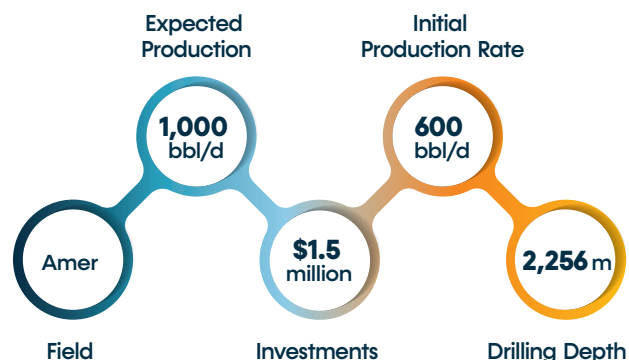 Expected
Production
Initial
Production Rate
1,000
bbl/d
600
bbl/d
Amer
$1.5
million
2,256 m
Field
Investments
Drilling Depth